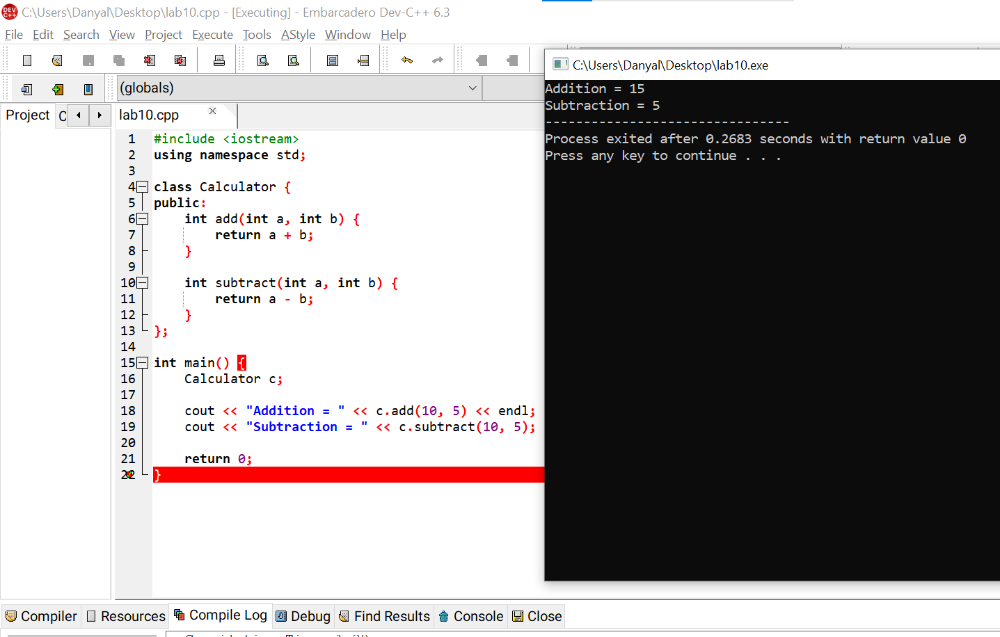 C:\Users\Danyal\Desktop\lab10.cpp - [Executing] - Embarcadero Dev-C++ 6.3
File Edit Search View Project Execute Tools AStyle Window Help
(globals)
Project
lab10.cpp
1 #include <iostream>
2 using namespace std;
3
4 class Calculator {
5 public:
6     int add(int a, int b) {
7         return a + b;
8     }
9
10     int subtract(int a, int b) {
11         return a - b;
12     }
13 };
14
15 int main() {
16     Calculator c;
17
18     cout << "Addition = " << c.add(10, 5) << endl;
19     cout << "Subtraction = " << c.subtract(10, 5);
20
21     return 0;
22 }
C:\Users\Danyal\Desktop\lab10.exe
Addition = 15
Subtraction = 5
--------------------------------
Process exited after 0.2683 seconds with return value 0
Press any key to continue . . .
Compiler Resources Compile Log Debug Find Results Console Close